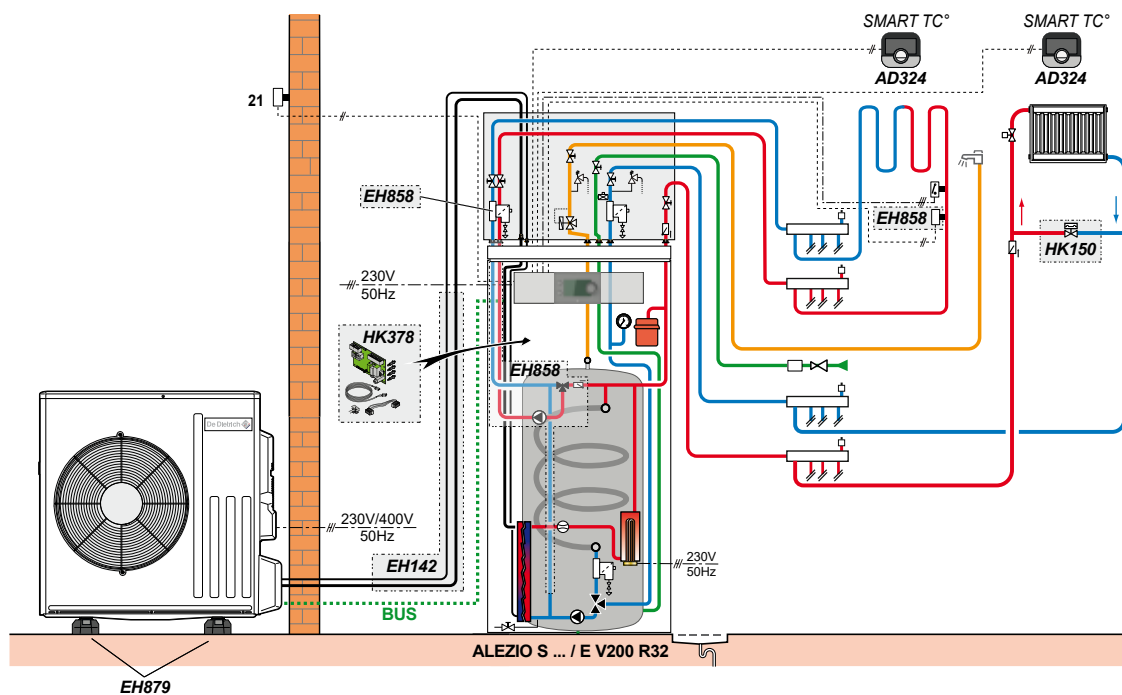 SMART TC°
SMART TC°
AD324
AD324
21
EH858
EH858
HK150
230V
50Hz
HK378
EH858
De Dietrich
230V/400V
50Hz
EH142
230V
50Hz
BUS
ALEZIO S ... / E V200 R32
EH879